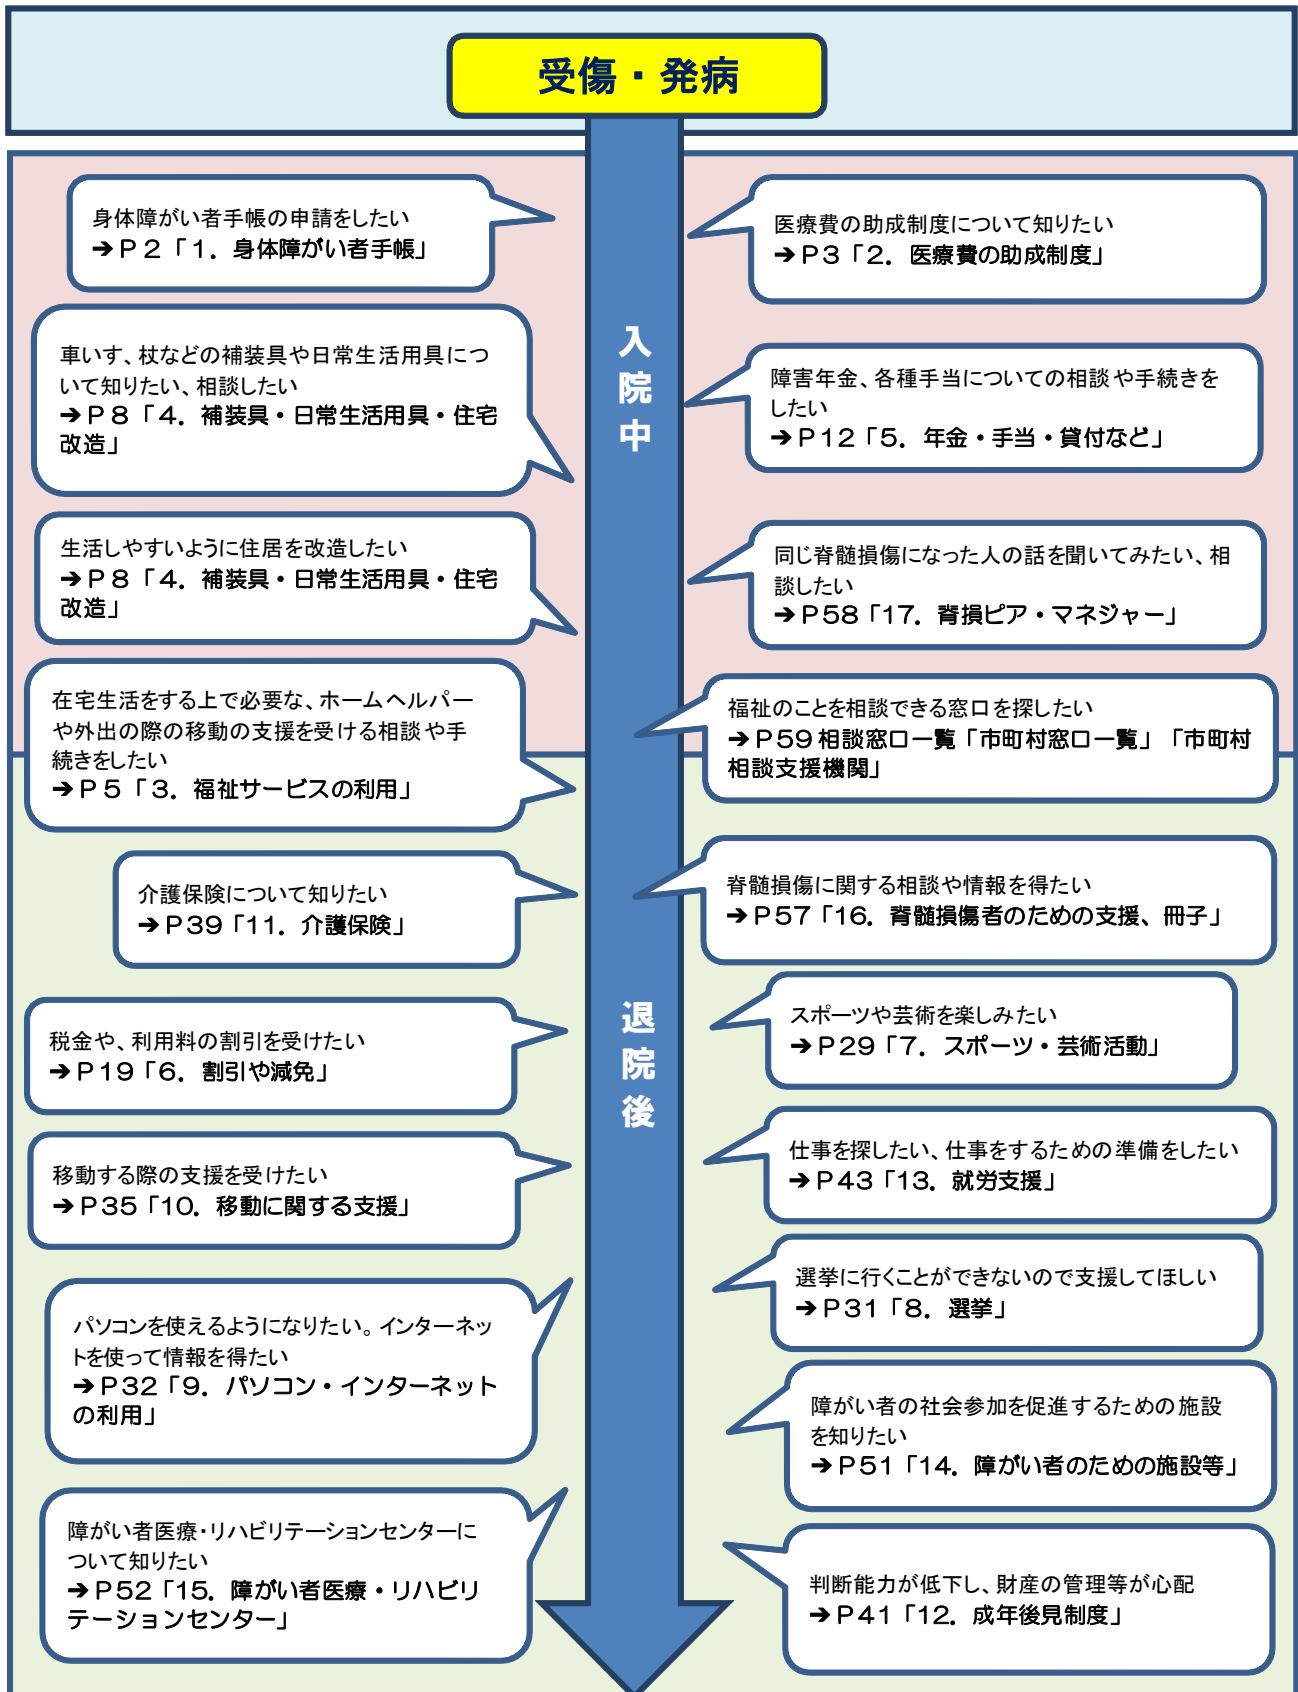 受傷・発病
身体障がい者手帳の申請をしたい
➔Ｐ２「１．身体障がい者手帳」
医療費の助成制度について知りたい
➔Ｐ３「２．医療費の助成制度」
車いす、杖などの補装具や日常生活用具につ
いて知りたい、相談したい
➔Ｐ８「４．補装具・日常生活用具・住宅
改造」
入院中
障害年金、各種手当についての相談や手続きを
したい
➔Ｐ１２「５．年金・手当・貸付など」
生活しやすいように住居を改造したい
➔Ｐ８「４．補装具・日常生活用具・住宅
改造」
同じ脊髄損傷になった人の話を聞いてみたい、相
談したい
➔Ｐ５８「１７．脊損ピア・マネジャー」
在宅生活をする上で必要な、ホームヘルパー
や外出の際の移動の支援を受ける相談や手
続きをしたい
➔Ｐ５「３．福祉サービスの利用」
福祉のことを相談できる窓口を探したい
➔Ｐ５９相談窓口一覧「市町村窓口一覧」「市町村
相談支援機関」
介護保険について知りたい
➔Ｐ３９「１１．介護保険」
脊髄損傷に関する相談や情報を得たい
➔Ｐ５７「１６．脊髄損傷者のための支援、冊子」
退院後
税金や、利用料の割引を受けたい
➔Ｐ１９「６．割引や減免」
スポーツや芸術を楽しみたい
➔Ｐ２９「７．スポーツ・芸術活動」
移動する際の支援を受けたい
➔Ｐ３５「１０．移動に関する支援」
仕事を探したい、仕事をするための準備をしたい
➔Ｐ４３「１３．就労支援」
パソコンを使えるようになりたい。インターネッ
トを使って情報を得たい
➔Ｐ３２「９．パソコン・インターネット
の利用」
選挙に行くことができないので支援してほしい
➔Ｐ３１「８．選挙」
障がい者の社会参加を促進するための施設
を知りたい
➔Ｐ５１「１４．障がい者のための施設等」
障がい者医療・リハビリテーションセンターに
ついて知りたい
➔Ｐ５２「１５．障がい者医療・リハビリ
テーションセンター」
判断能力が低下し、財産の管理等が心配
➔Ｐ４１「１２．成年後見制度」